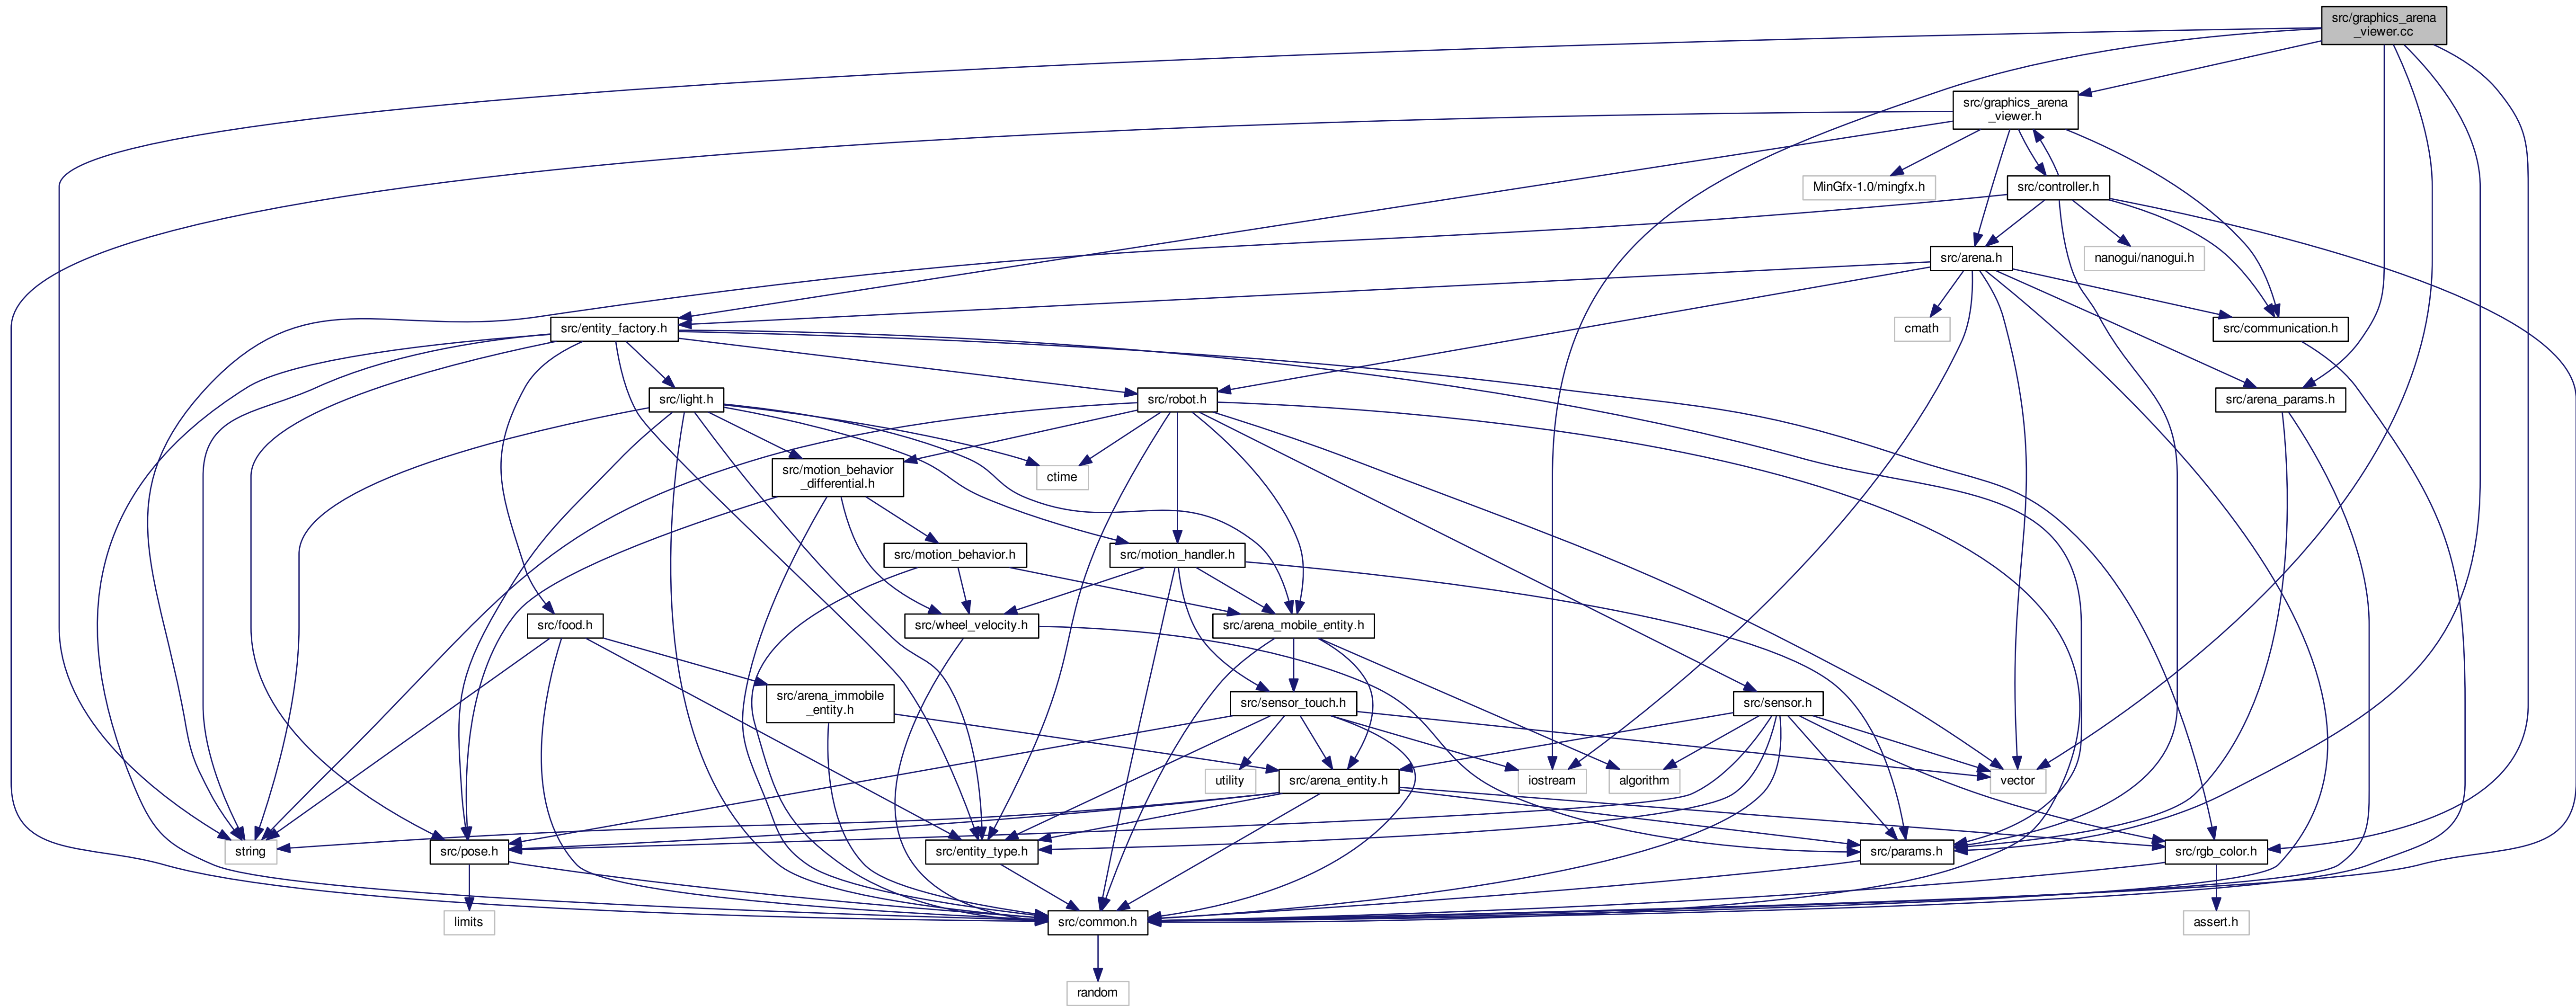 src/graphics_arena
_viewer.cc
src/graphics_arena
_viewer.h
MinGfx-1.0/mingfx.h
src/controller.h
src/arena.h
nanogui/nanogui.h
src/entity_factory.h
cmath
src/communication.h
src/light.h
src/robot.h
src/arena_params.h
src/motion_behavior
_differential.h
ctime
src/motion_behavior.h
src/motion_handler.h
src/food.h
src/wheel_velocity.h
src/arena_mobile_entity.h
src/arena_immobile
_entity.h
src/sensor_touch.h
src/sensor.h
utility
src/arena_entity.h
iostream
algorithm
vector
string
src/pose.h
src/entity_type.h
src/params.h
src/rgb_color.h
limits
src/common.h
assert.h
random